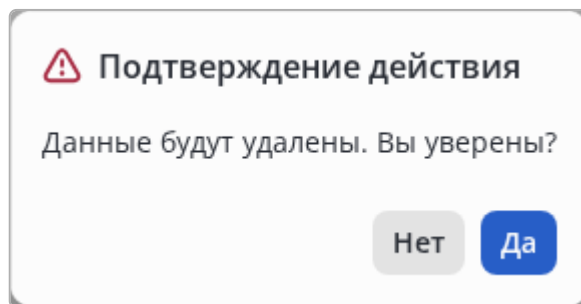 Подтверждение действия
Данные будут удалены. Вы уверены?
Нет Да